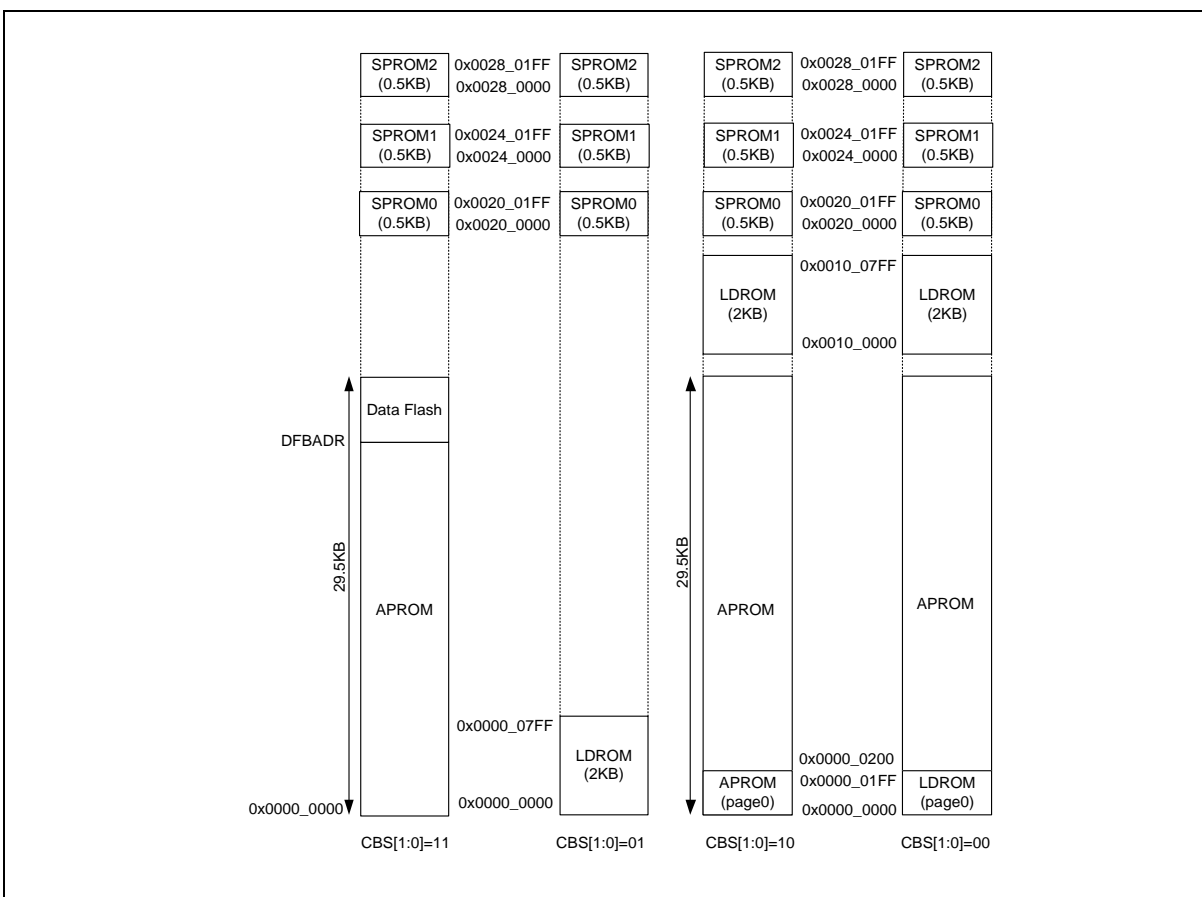 SPROM2 0x0028_01FF SPROM2 SPROM2 0x0028_01FF SPROM2
(0.5KB) 0x0028_0000 (0.5KB) (0.5KB) 0x0028_0000 (0.5KB)
SPROM1 0x0024_01FF SPROM1 SPROM1 0x0024_01FF SPROM1
(0.5KB) 0x0024_0000 (0.5KB) (0.5KB) 0x0024_0000 (0.5KB)
SPROM0 0x0020_01FF SPROM0 SPROM0 0x0020_01FF SPROM0
(0.5KB) 0x0020_0000 (0.5KB) (0.5KB) 0x0020_0000 (0.5KB)
0x0010_07FF
LDROM LDROM
(2KB) (2KB)
0x0010_0000
Data Flash
DFBADR
29.5KB 29.5KB
APROM APROM APROM
0x0000_07FF
LDROM
(2KB)
0x0000_0200
APROM 0x0000_01FF LDROM
(page0) (page0)
0x0000_0000 0x0000_0000 0x0000_0000
CBS[1:0]=11 CBS[1:0]=01 CBS[1:0]=10 CBS[1:0]=00